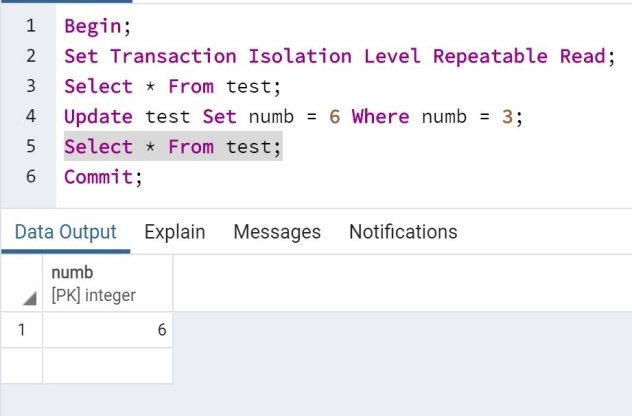 1 Begin;
2 Set Transaction Isolation Level Repeatable Read;
3 Select * From test;
4 Update test Set numb = 6 Where numb = 3;
5 Select * From test;
6 Commit;
Data Output Explain Messages Notifications
numb
[PK] integer
1 6